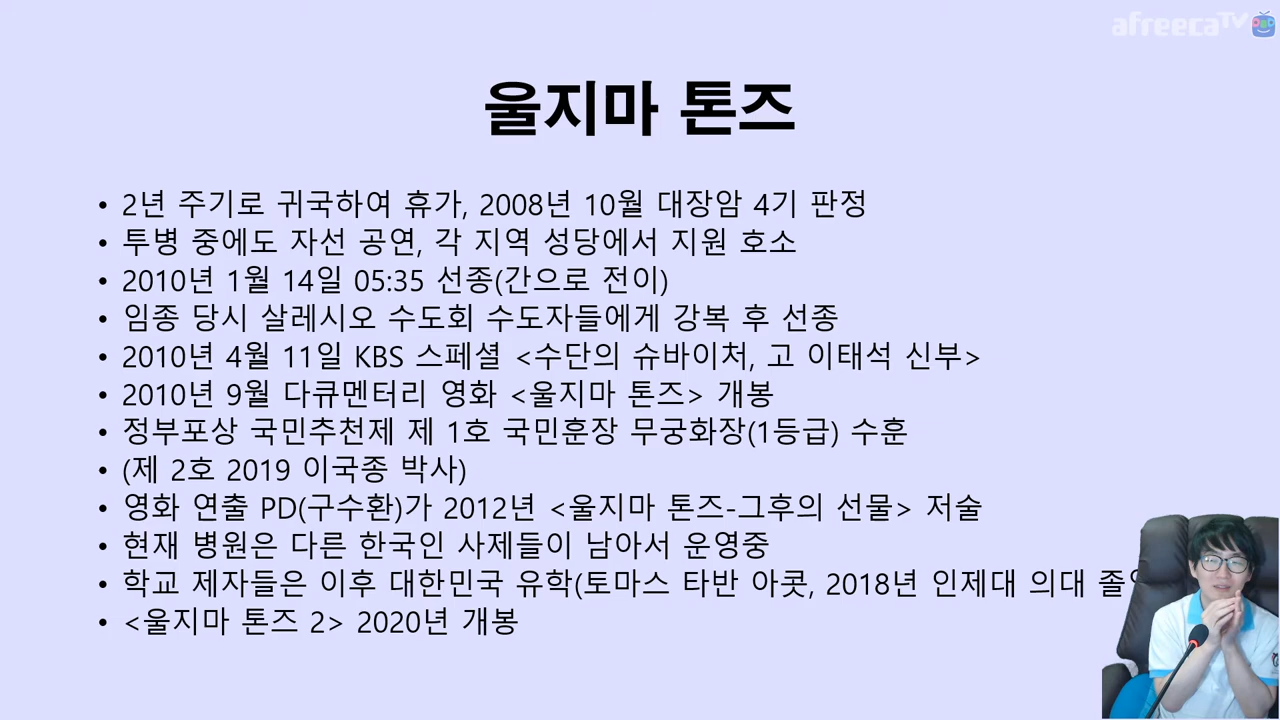 afreecaTV
울지마 톤즈
• 2년 주기로 귀국하여 휴가, 2008년 10월 대장암 4기 판정
• 투병 중에도 자선 공연, 각 지역 성당에서 지원 호소
• 2010년 1월 14일 05:35 선종(간으로 전이)
• 임종 당시 살레시오 수도회 수도자들에게 강복 후 선종
• 2010년 4월 11일 KBS 스페셜 <수단의 슈바이처, 고 이태석 신부>
• 2010년 9월 다큐멘터리 영화 <울지마 톤즈> 개봉
• 정부포상 국민추천제 제 1호 국민훈장 무궁화장(1등급) 수훈
• (제 2호 2019 이국종 박사)
• 영화 연출 PD(구수환)가 2012년 <울지마 톤즈-그후의 선물> 저술
• 현재 병원은 다른 한국인 사제들이 남아서 운영중
• 학교 제자들은 이후 대한민국 유학(토마스 타반 아콧, 2018년 인제대 의대
• <울지마 톤즈 2> 2020년 개봉